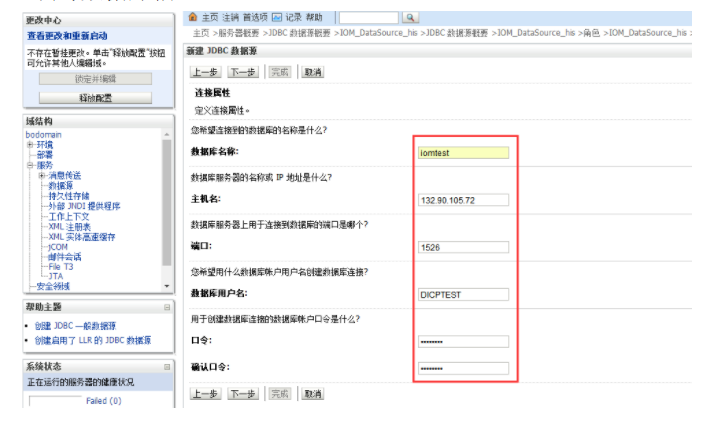 更改中心
查看更改和重新启动
不存在暂挂更改。单击"释放配置"按钮
可允许其他人编辑域。
锁定并编辑
释放配置
域结构
bodomain
环境
部署
服务
消息传送
数据源
持久性存储
外部 JNDI 提供程序
工作上下文
XML 注册表
XML 实体高速缓存
jCOM
邮件会话
File T3
JTA
安全领域
帮助主题
创建 JDBC 一般数据源
创建启用了 LLR 的 JDBC 数据源
系统状态
正在运行的服务器的健康状况
Failed (0)
主页 注销 首选项 记录 帮助
主页 >服务器概要 >JDBC 数据源概要 >IOM_DataSource_his >JDBC 数据源概要 >IOM_DataSource_his >角色 >IOM_DataSource_his >
新建 JDBC 数据源
上一步 下一步 完成 取消
连接属性
定义连接属性。
您希望连接到的数据库的名称是什么?
数据库名称: iomtest
数据库服务器的名称或 IP 地址是什么?
主机名: 132.90.105.72
数据库服务器上用于连接到数据库的端口是哪个?
端口: 1526
您希望用什么数据库帐户用户名创建数据库连接?
数据库用户名: DICPTEST
用于创建数据库连接的数据库帐户口令是什么?
口令: ••••••••
确认口令: ••••••••
上一步 下一步 完成 取消